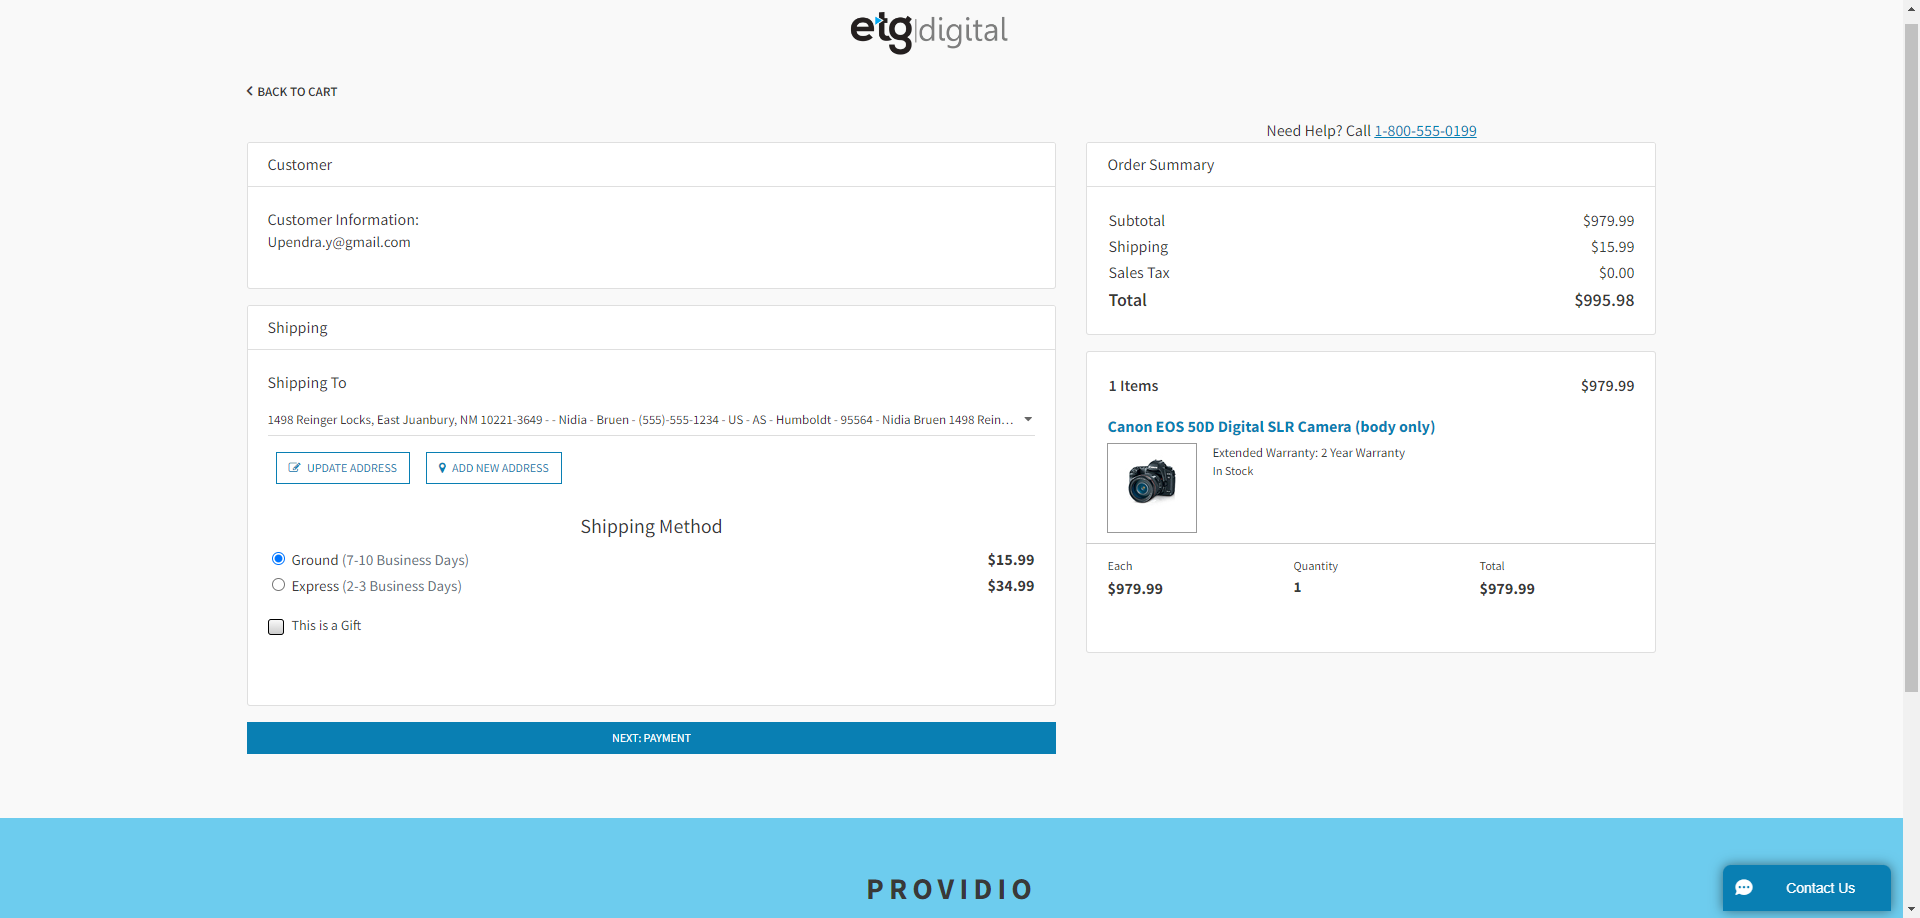 etg|digital
BACK TO CART
Need Help? Call 1-800-555-0199
Customer
Customer Information:
Upendra.y@gmail.com
Shipping
Shipping To
1498 Reinger Locks, East Juanbury, NM 10221-3649 - - Nidia - Bruen - (555)-555-1234 - US - AS - Humboldt - 95564 - Nidia Bruen 1498 Rein...
UPDATE ADDRESS
ADD NEW ADDRESS
Shipping Method
Ground (7-10 Business Days) $15.99
Express (2-3 Business Days) $34.99
This is a Gift
NEXT: PAYMENT
Order Summary
Subtotal $979.99
Shipping $15.99
Sales Tax $0.00
Total $995.98
1 Items $979.99
Canon EOS 50D Digital SLR Camera (body only)
Extended Warranty: 2 Year Warranty
In Stock
Each Quantity Total
$979.99 1 $979.99
PROVIDIO
Contact Us